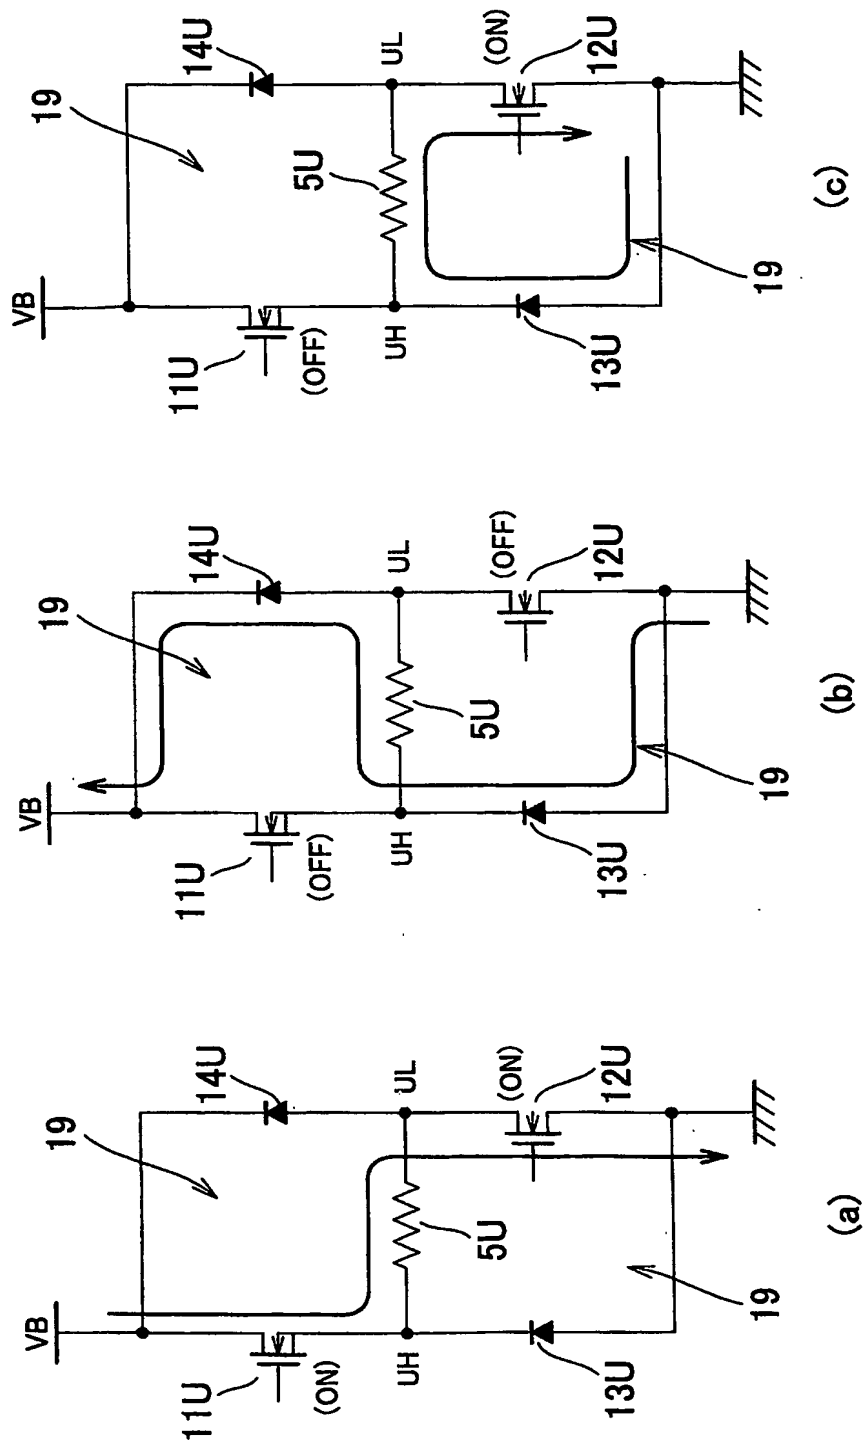 (a)
VB
19
14U
11U
(ON)
UH
UL
5U
(ON)
12U
13U
19
(b)
VB
19
14U
11U
(OFF)
UH
UL
5U
(OFF)
12U
13U
19
(c)
VB
19
14U
11U
(OFF)
UH
UL
5U
(ON)
12U
13U
19